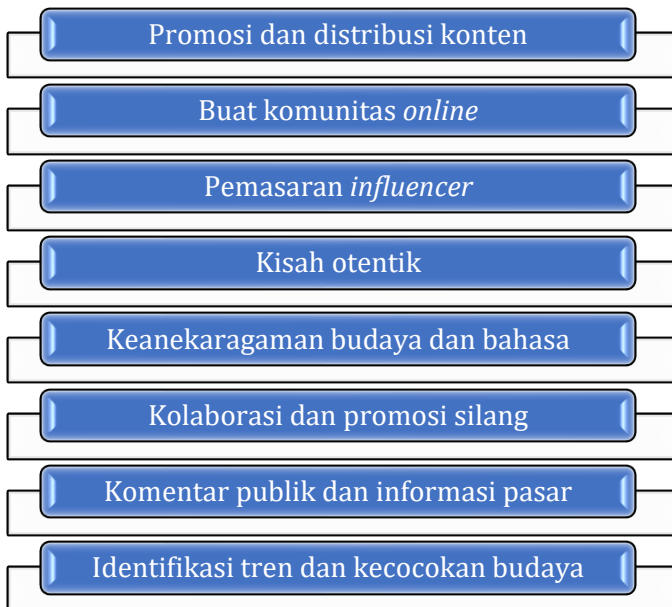 Promosi dan distribusi konten
Buat komunitas online
Pemasaran influencer
Kisah otentik
Keanekaragaman budaya dan bahasa
Kolaborasi dan promosi silang
Komentar publik dan informasi pasar
Identifikasi tren dan kecocokan budaya